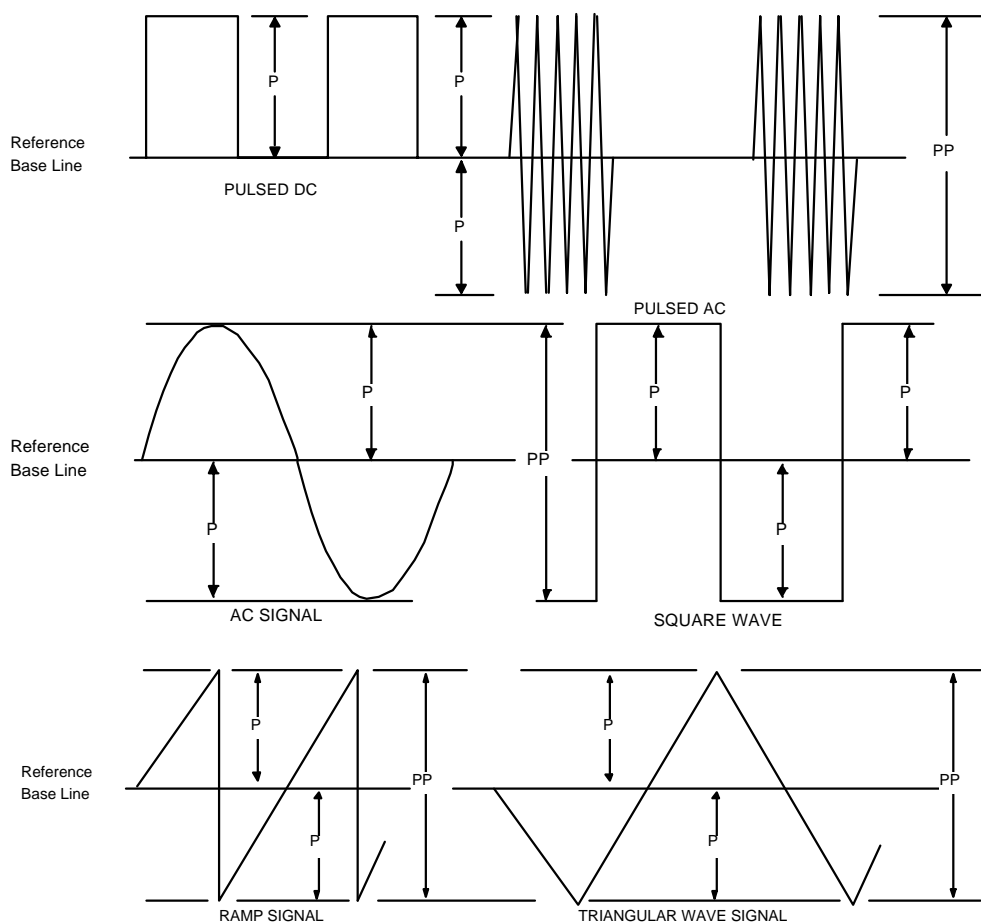 P
P
Reference
Base Line
PP
PULSED DC
P
PULSED AC
P
P
P
Reference
Base Line
PP
P
P
AC SIGNAL
SQUARE WAVE
P
P
Reference
Base Line
PP
PP
P
P
RAMP SIGNAL
TRIANGULAR WAVE SIGNAL